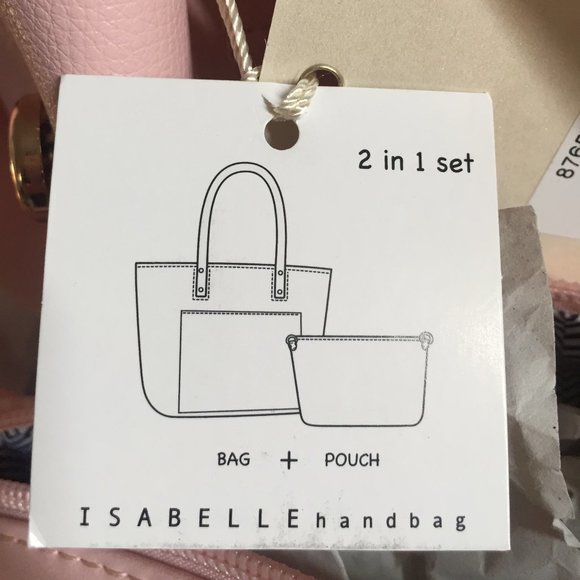 2 in 1 set
BAG + POUCH
ISABELLE handbag